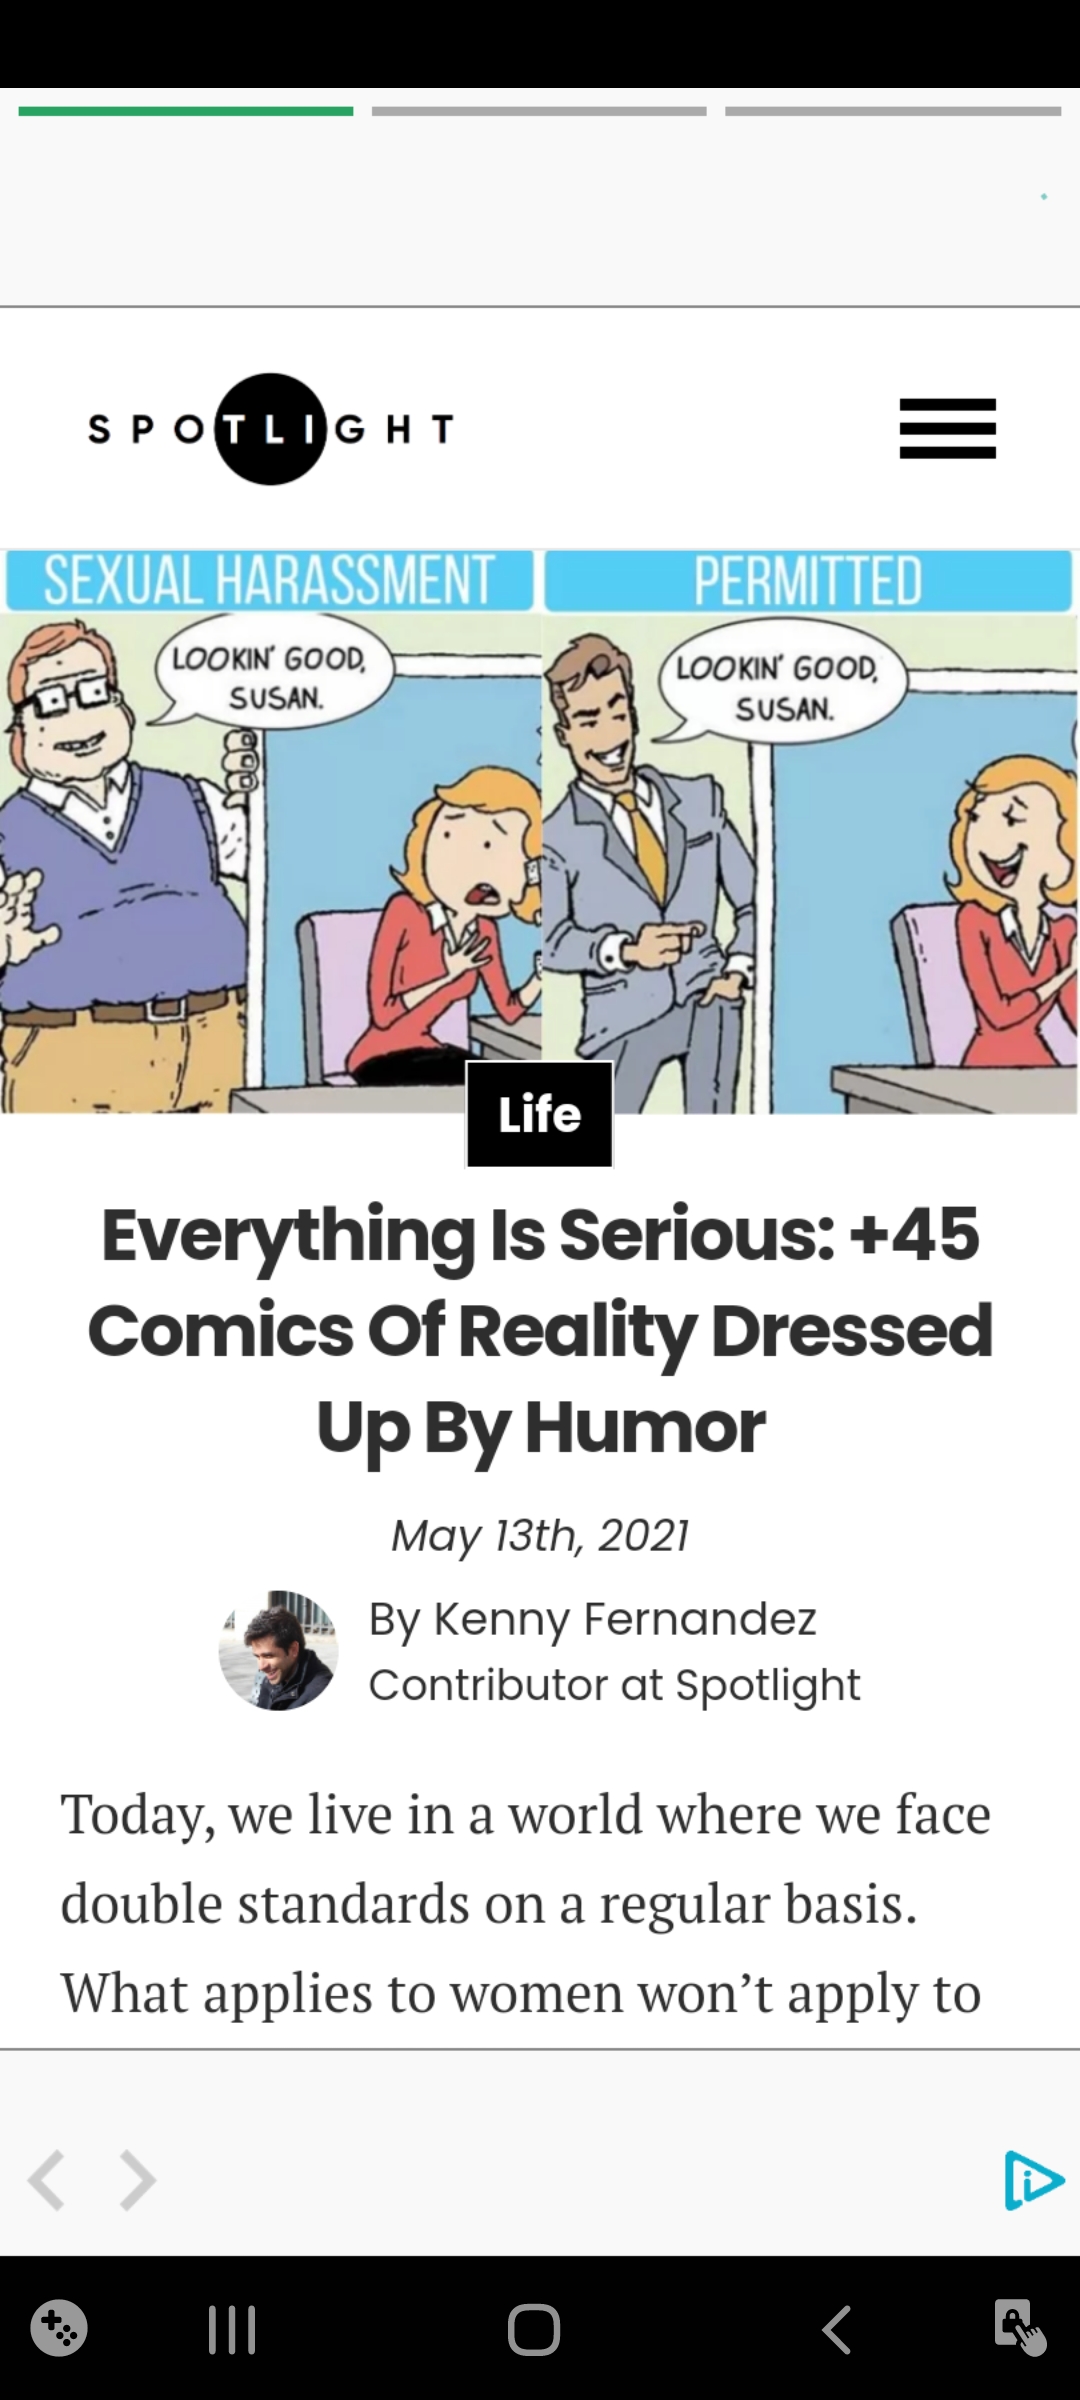 SPOTLIGHT
SEXUAL HARASSMENT
PERMITTED
LOOKIN' GOOD,
SUSAN.
LOOKIN' GOOD,
SUSAN.
Life
Everything Is Serious: +45
Comics Of Reality Dressed
Up By Humor
May 13th, 2021
By Kenny Fernandez
Contributor at Spotlight
Today, we live in a world where we face
double standards on a regular basis.
What applies to women won’t apply to